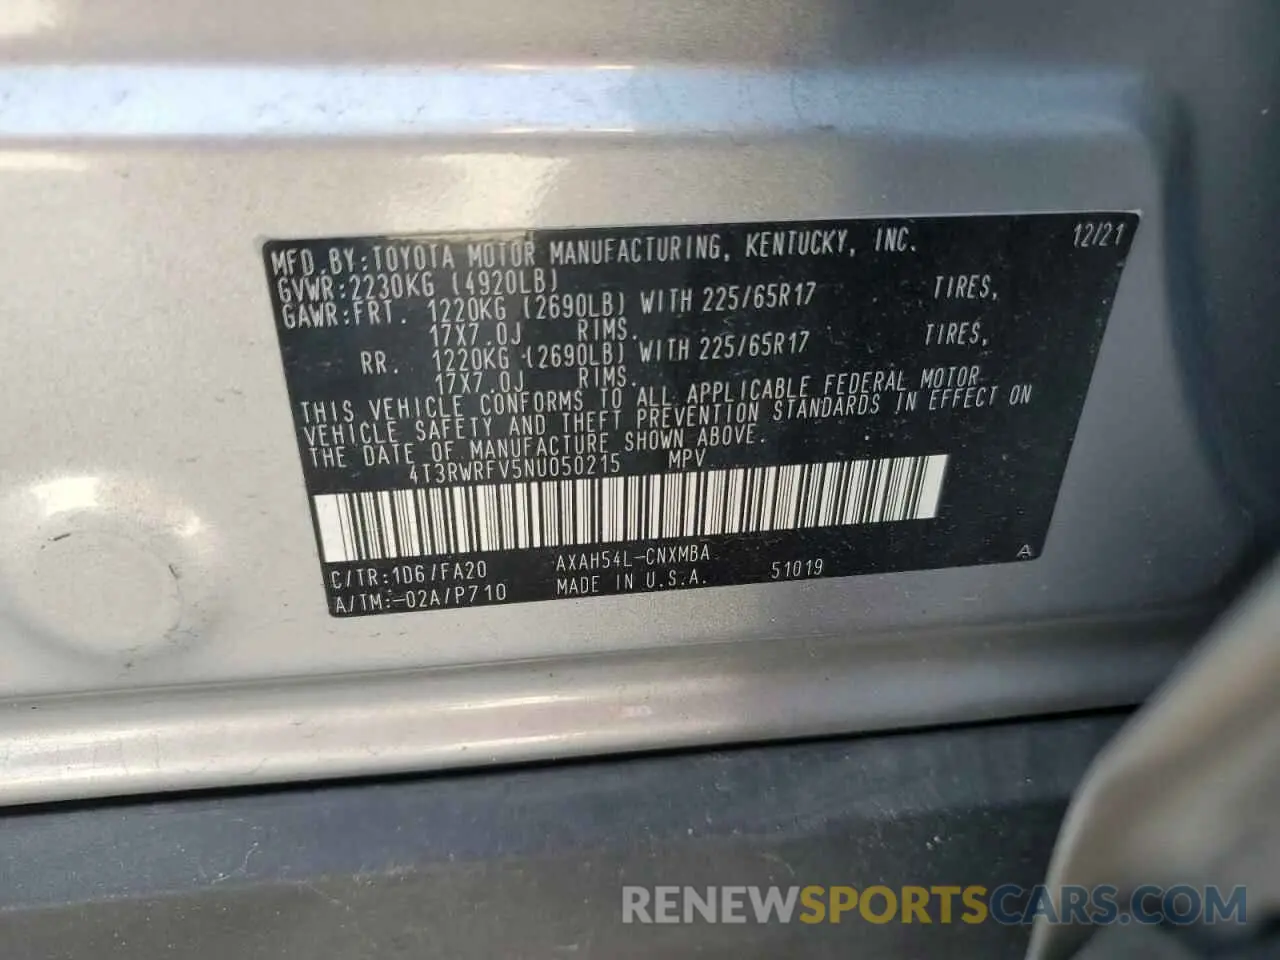 MFD. BY: TOYOTA MOTOR MANUFACTURING, KENTUCKY, INC. 12/21
GVWR: 2230KG (4920LB)
GAWR: FRT. 1220KG (2690LB) WITH 225/65R17 TIRES,
17X7.0J RIMS.
RR. 1220KG (2690LB) WITH 225/65R17 TIRES,
17X7.0J RIMS.
THIS VEHICLE CONFORMS TO ALL APPLICABLE FEDERAL MOTOR
VEHICLE SAFETY AND THEFT PREVENTION STANDARDS IN EFFECT ON
THE DATE OF MANUFACTURE SHOWN ABOVE.
4T3RWRFV5NU050215 MPV
C/TR: 1D6/FA20 AXAH54L-CNXMBA A
A/TM: -02A/P710 MADE IN U.S.A. 51019
RENEWSPORTSCARS.COM